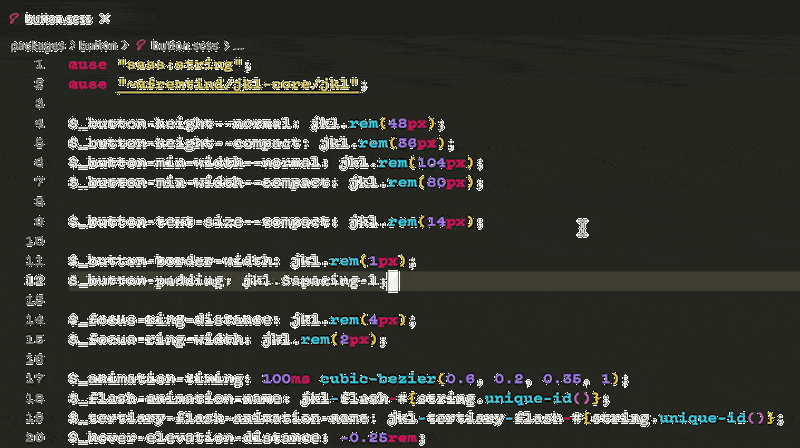 button.scss
packages > button > button.scss > ...
1 @use "sass:string";
2 @use "~@fremtind/jkl-core/jkl";
3
4 $_button-height--normal: jkl.rem(48px);
5 $_button-height--compact: jkl.rem(36px);
6 $_button-min-width--normal: jkl.rem(104px);
7 $_button-min-width--compact: jkl.rem(80px);
8
9 $_button-text-size--compact: jkl.rem(14px);
10
11 $_button-border-width: jkl.rem(1px);
12 $_button-padding: jkl.$spacing-l;
13
14 $_focus-ring-distance: jkl.rem(4px);
15 $_focus-ring-width: jkl.rem(2px);
16
17 $_animation-timing: 100ms cubic-bezier(0.6, 0.2, 0.35, 1);
18 $_flash-animation-name: jkl-flash-#{string.unique-id()};
19 $_tertiary-flash-animation-name: jkl-tertiary-flash-#{string.unique-id()};
20 $_hover-elevation-distance: -0.25rem;